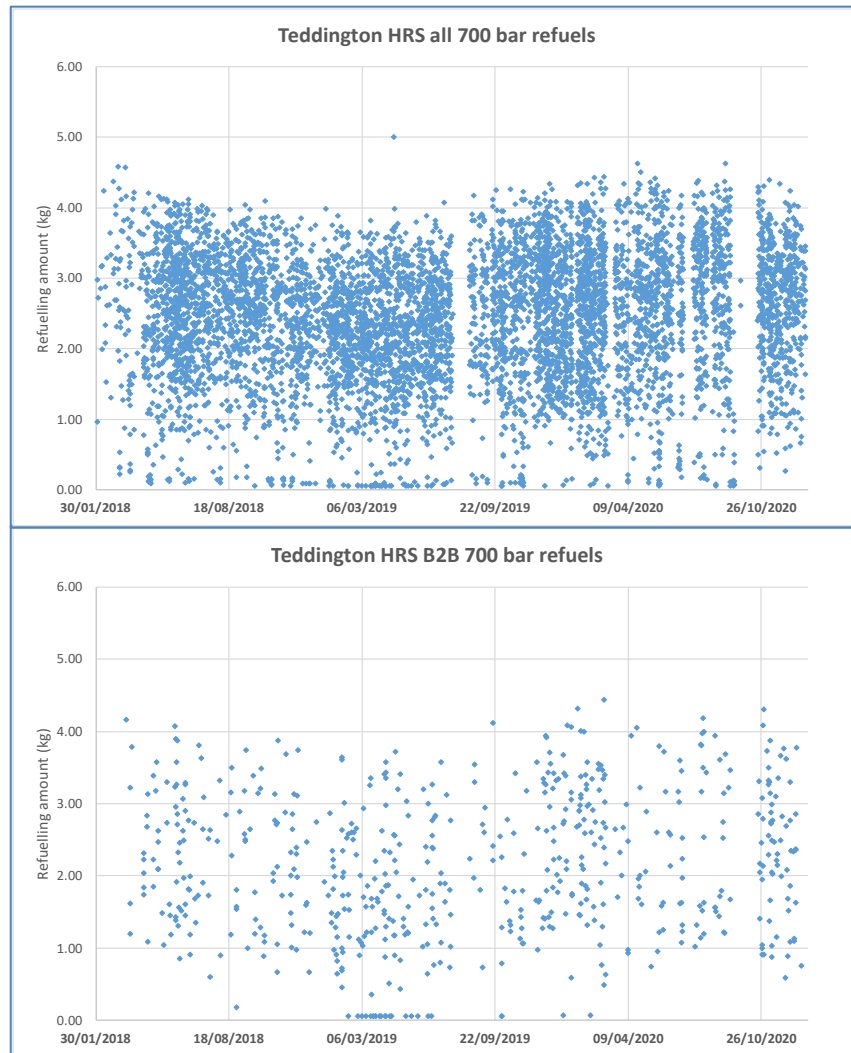 Teddington HRS all 700 bar refuels
6.00
5.00
4.00
3.00
2.00
1.00
0.00
Refuelling amount (kg)
30/01/2018 18/08/2018 06/03/2019 22/09/2019 09/04/2020 26/10/2020
Teddington HRS B2B 700 bar refuels
6.00
5.00
4.00
3.00
2.00
1.00
0.00
Refuelling amount (kg)
30/01/2018 18/08/2018 06/03/2019 22/09/2019 09/04/2020 26/10/2020